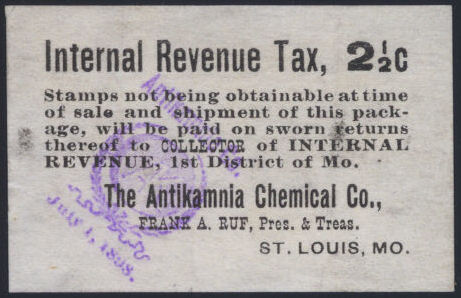 Internal Revenue Tax, 2½c
Stamps not being obtainable at time
of sale and shipment of this pack-
age, will be paid on sworn returns
thereof to COLLECTOR of INTERNAL
REVENUE, 1st District of Mo.
The Antikamnia Chemical Co.,
FRANK A. RUF, Pres. & Treas.
ST. LOUIS, MO.
July 1, 1898.